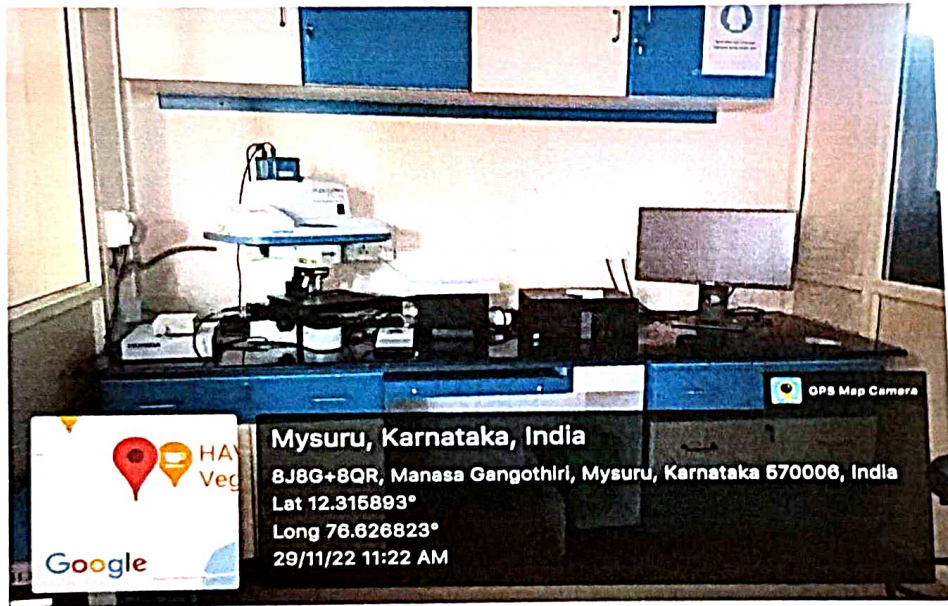 GPS Map Camera
HAY
Veg
Google
Mysuru, Karnataka, India
8J8G+8QR, Manasa Gangothiri, Mysuru, Karnataka 570006, India
Lat 12.315893°
Long 76.626823°
29/11/22 11:22 AM